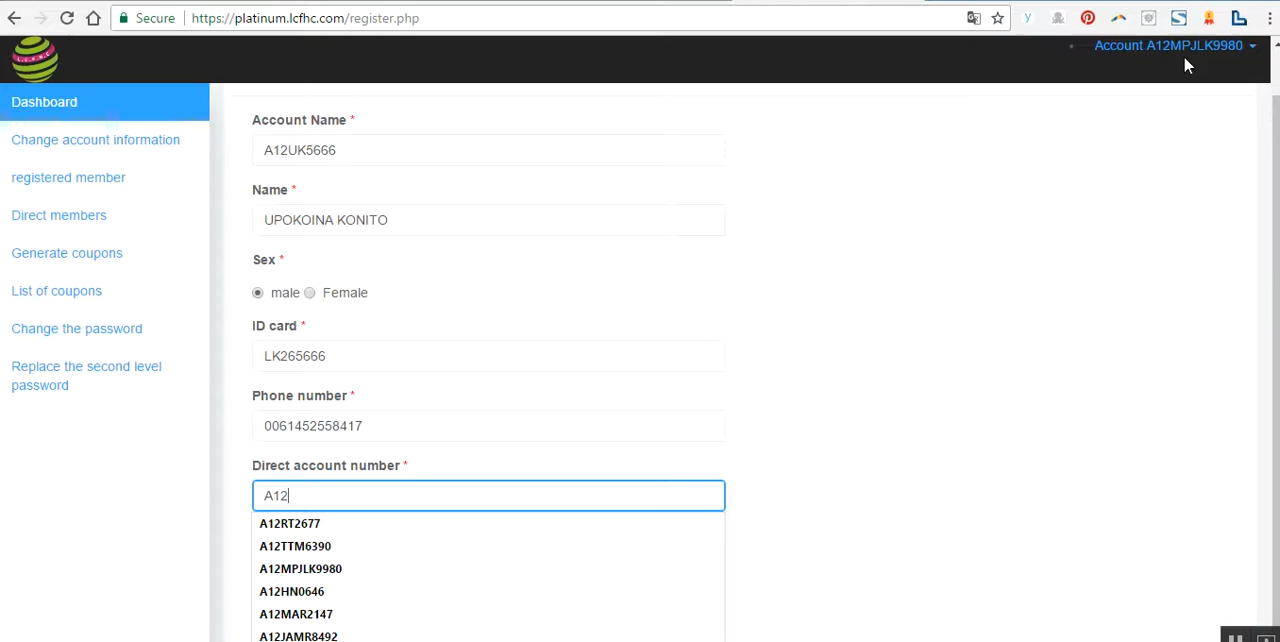 Secure https://platinum.lcfhc.com/register.php
Account A12MPJLK9980
Dashboard
Change account information
registered member
Direct members
Generate coupons
List of coupons
Change the password
Replace the second level
password
Account Name *
A12UK5666
Name *
UPOKOINA KONITO
Sex *
male Female
ID card *
LK265666
Phone number *
0061452558417
Direct account number *
A12
A12RT2677
A12TTM6390
A12MPJLK9980
A12HN0646
A12MAR2147
A12JAMR8492